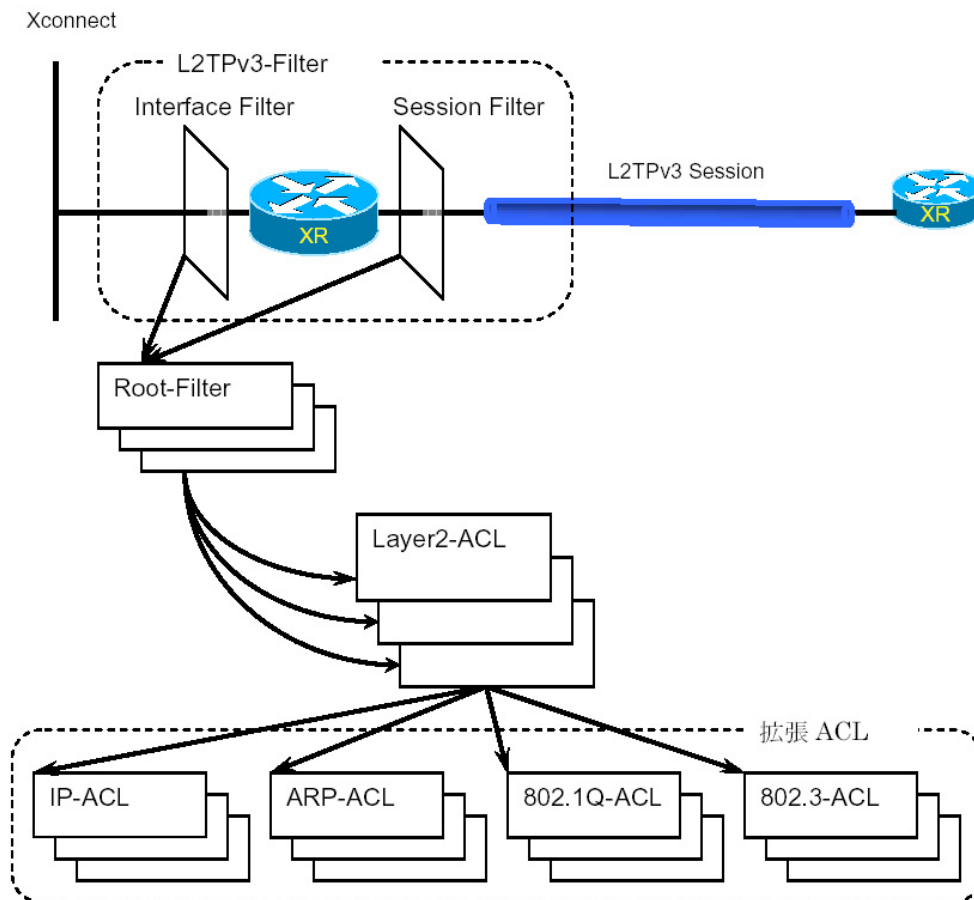 Xconnect
L2TPv3-Filter
Interface Filter
Session Filter
L2TPv3 Session
XR
XR
Root-Filter
Layer2-ACL
拡張 ACL
IP-ACL
ARP-ACL
802.1Q-ACL
802.3-ACL